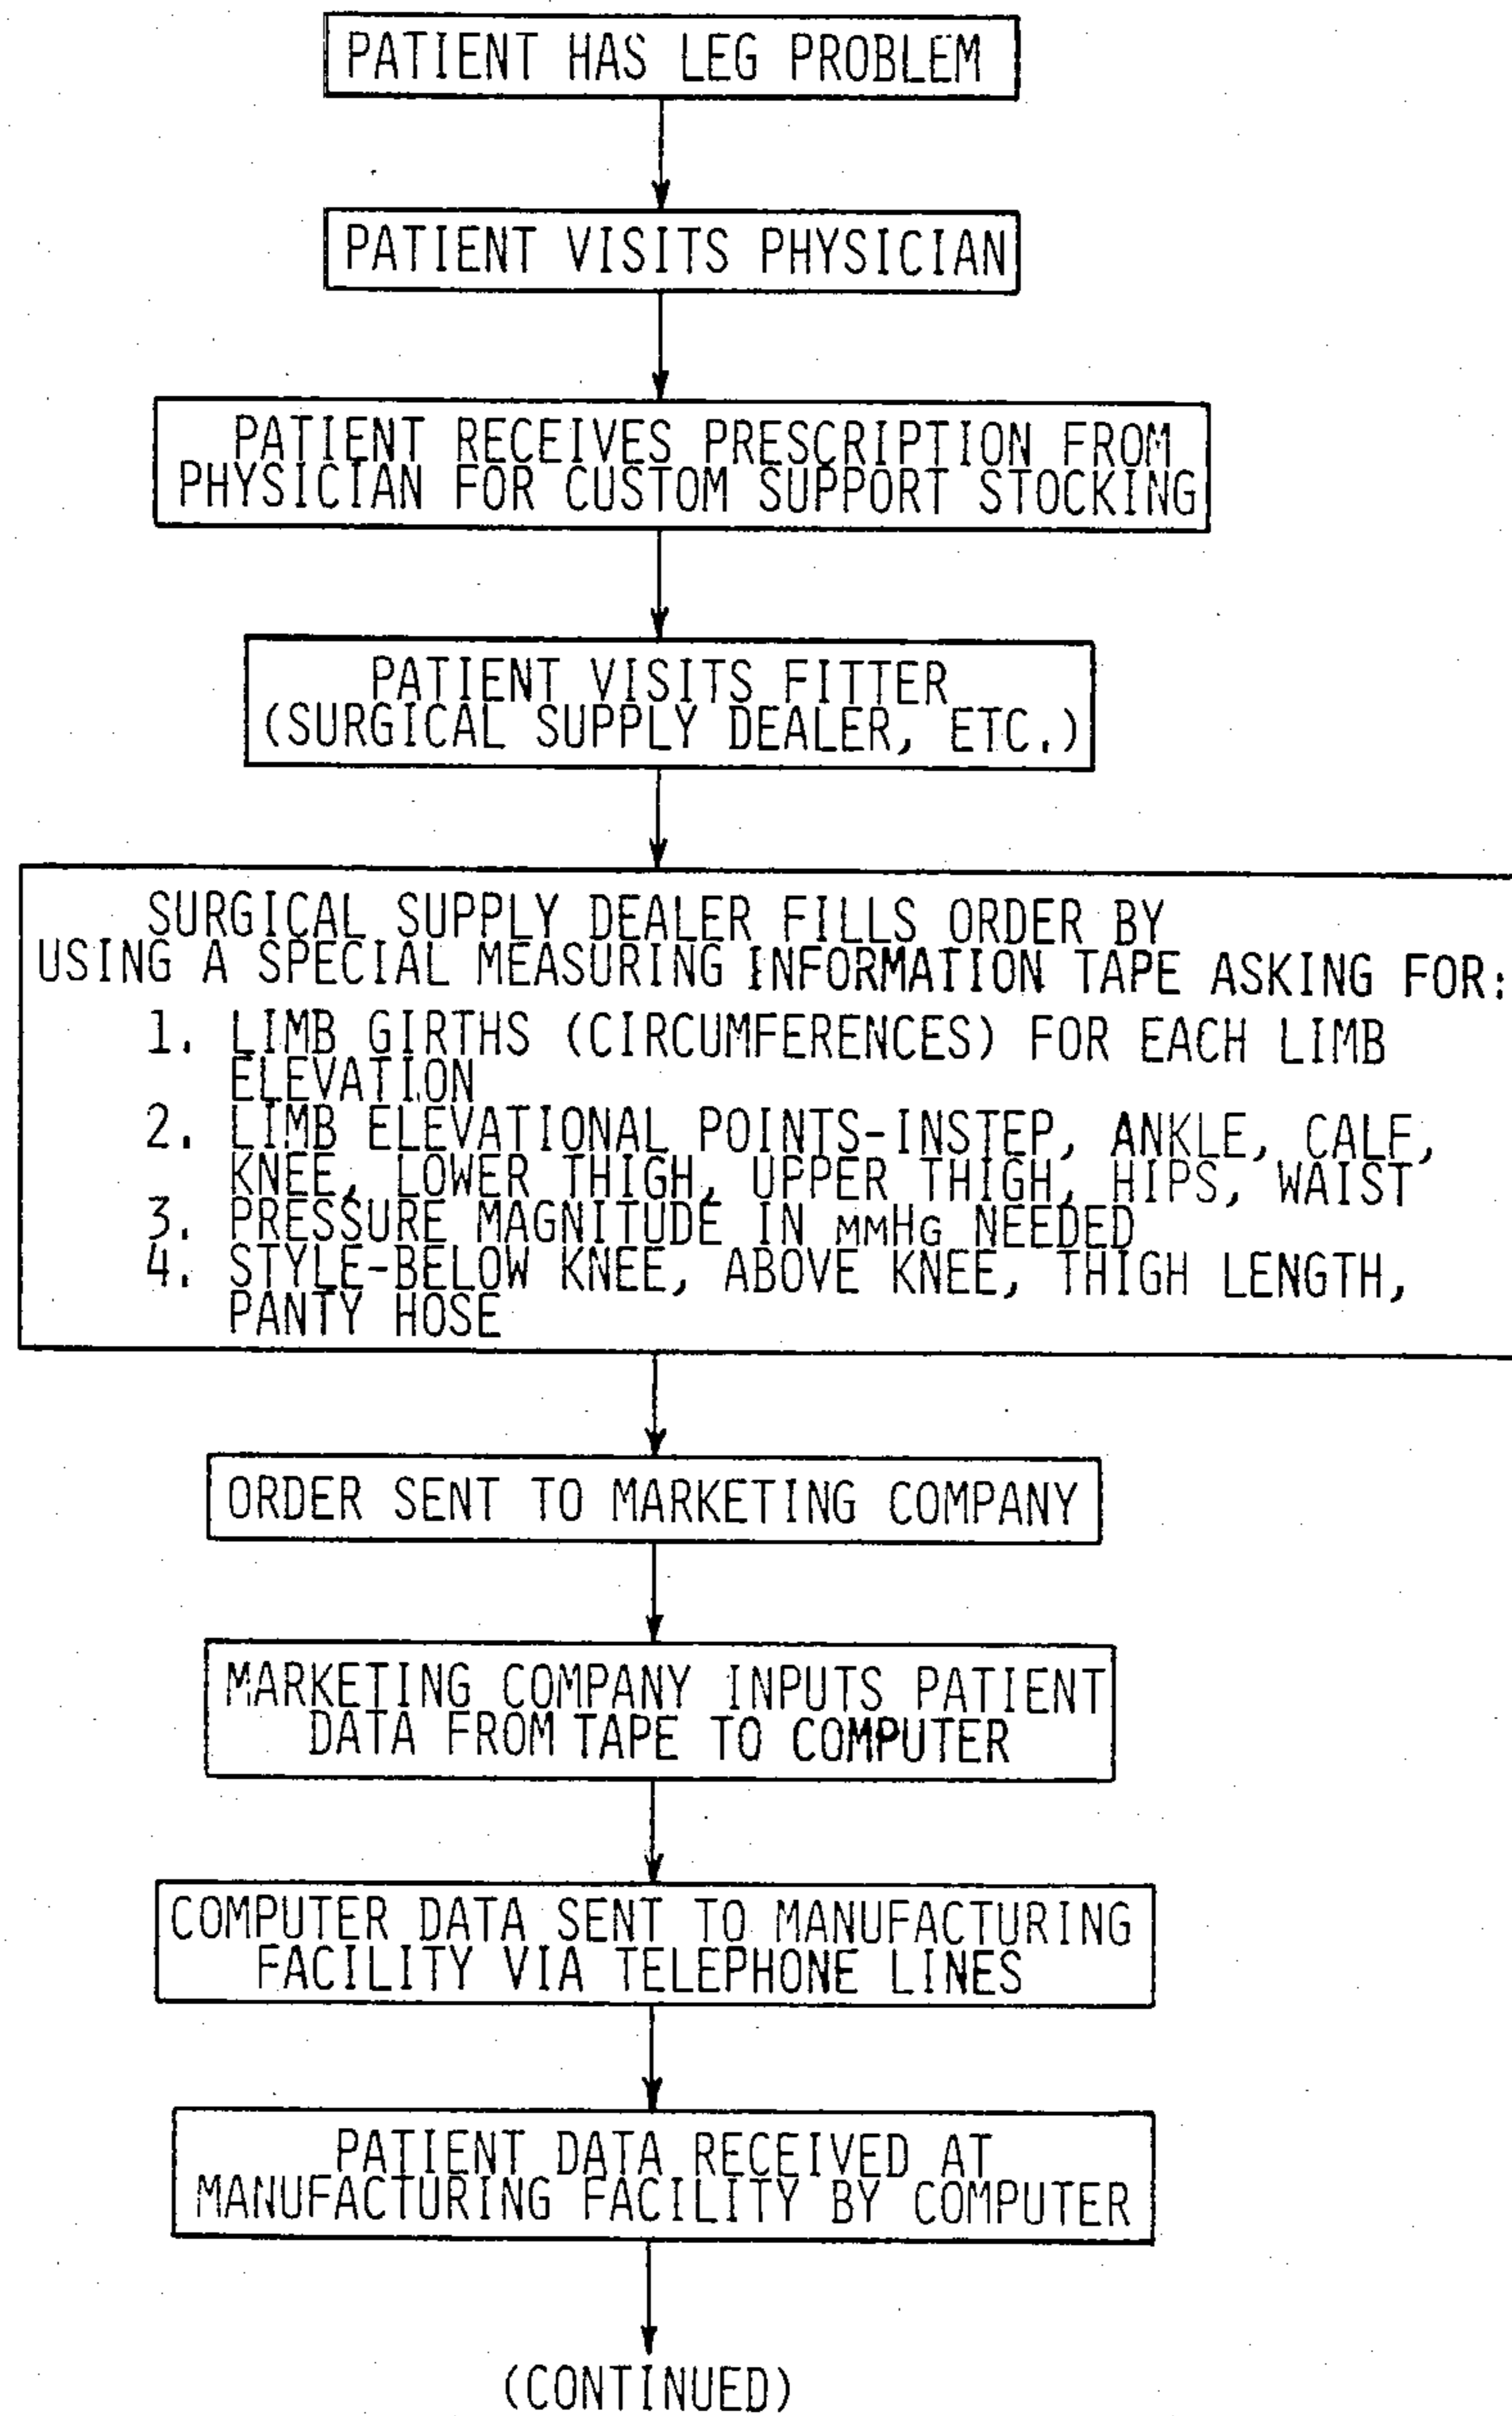 PATIENT HAS LEG PROBLEM
PATIENT VISITS PHYSICIAN
PATIENT RECEIVES PRESCRIPTION FROM
PHYSICIAN FOR CUSTOM SUPPORT STOCKING
PATIENT VISITS FITTER
(SURGICAL SUPPLY DEALER, ETC.)
SURGICAL SUPPLY DEALER FILLS ORDER BY
USING A SPECIAL MEASURING INFORMATION TAPE ASKING FOR:
1. LIMB GIRTHS (CIRCUMFERENCES) FOR EACH LIMB
ELEVATION
2. LIMB ELEVATIONAL POINTS-INSTEP, ANKLE, CALF,
KNEE, LOWER THIGH, UPPER THIGH, HIPS, WAIST
3. PRESSURE MAGNITUDE IN MMHG NEEDED
4. STYLE-BELOW KNEE, ABOVE KNEE, THIGH LENGTH,
PANTY HOSE
ORDER SENT TO MARKETING COMPANY
MARKETING COMPANY INPUTS PATIENT
DATA FROM TAPE TO COMPUTER
COMPUTER DATA SENT TO MANUFACTURING
FACILITY VIA TELEPHONE LINES
PATIENT DATA RECEIVED AT
MANUFACTURING FACILITY BY COMPUTER
(CONTINUED)